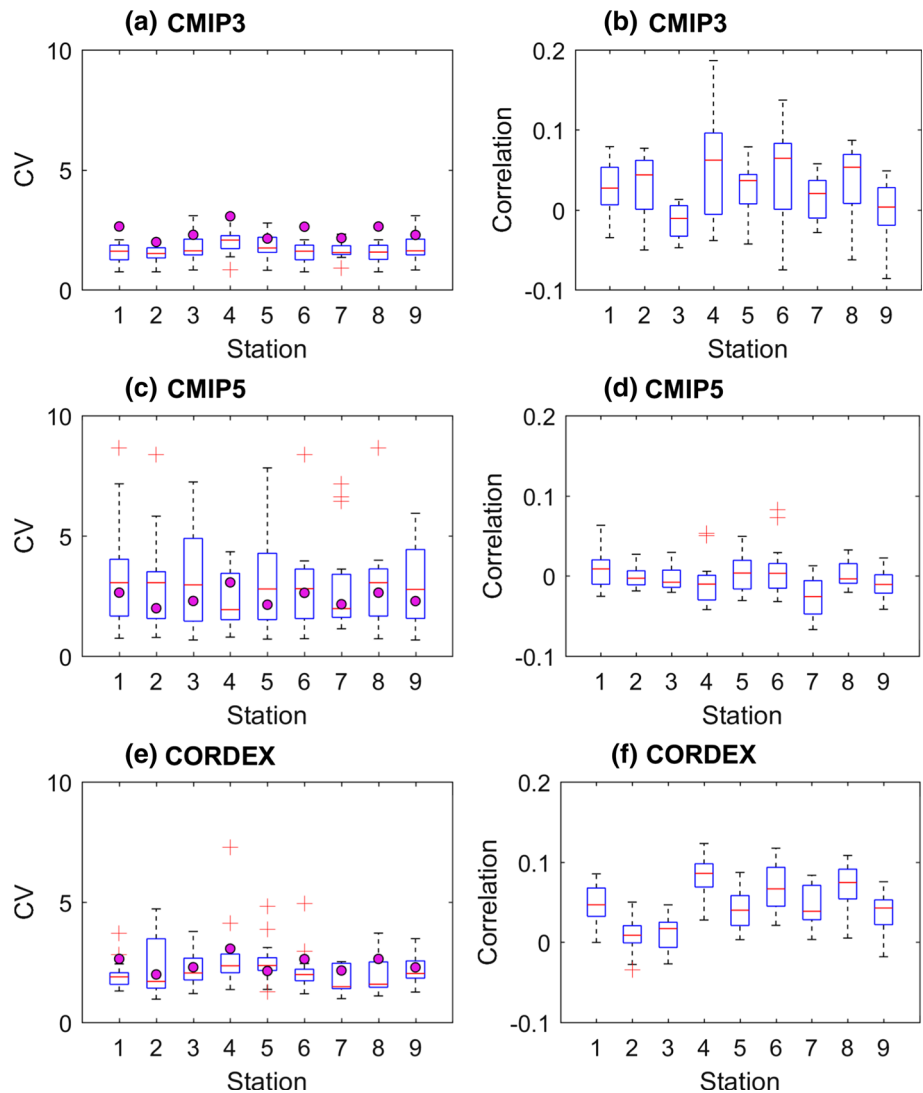 (a) CMIP3
10
5
0
CV
1 2 3 4 5 6 7 8 9
Station
(b) CMIP3
0.2
0.1
0
-0.1
Correlation
1 2 3 4 5 6 7 8 9
Station
(c) CMIP5
10
5
0
CV
1 2 3 4 5 6 7 8 9
Station
(d) CMIP5
0.2
0.1
0
-0.1
Correlation
1 2 3 4 5 6 7 8 9
Station
(e) CORDEX
10
5
0
CV
1 2 3 4 5 6 7 8 9
Station
(f) CORDEX
0.2
0.1
0
-0.1
Correlation
1 2 3 4 5 6 7 8 9
Station